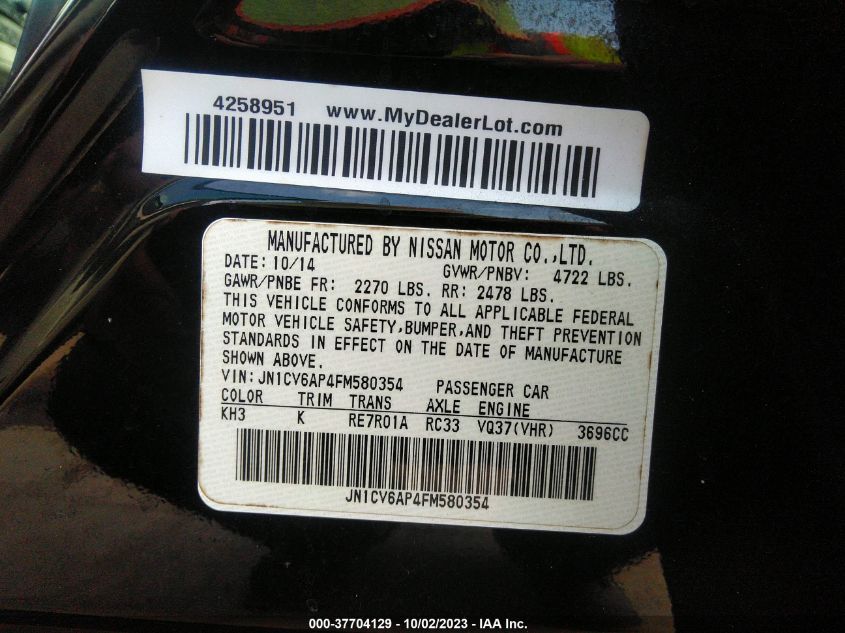 4258951 www.MyDealerLot.com
MANUFACTURED BY NISSAN MOTOR CO.,LTD.
DATE: 10/14 GVWR/PNBV: 4722 LBS.
GAWR/PNBE FR: 2270 LBS. RR: 2478 LBS.
THIS VEHICLE CONFORMS TO ALL APPLICABLE FEDERAL
MOTOR VEHICLE SAFETY,BUMPER,AND THEFT PREVENTION
STANDARDS IN EFFECT ON THE DATE OF MANUFACTURE
SHOWN ABOVE.
VIN: JN1CV6AP4FM580354 PASSENGER CAR
COLOR TRIM TRANS AXLE ENGINE
KH3 K RE7R01A RC33 VQ37(VHR) 3696CC
JN1CV6AP4FM580354
000-37704129 - 10/02/2023 - IAA Inc.